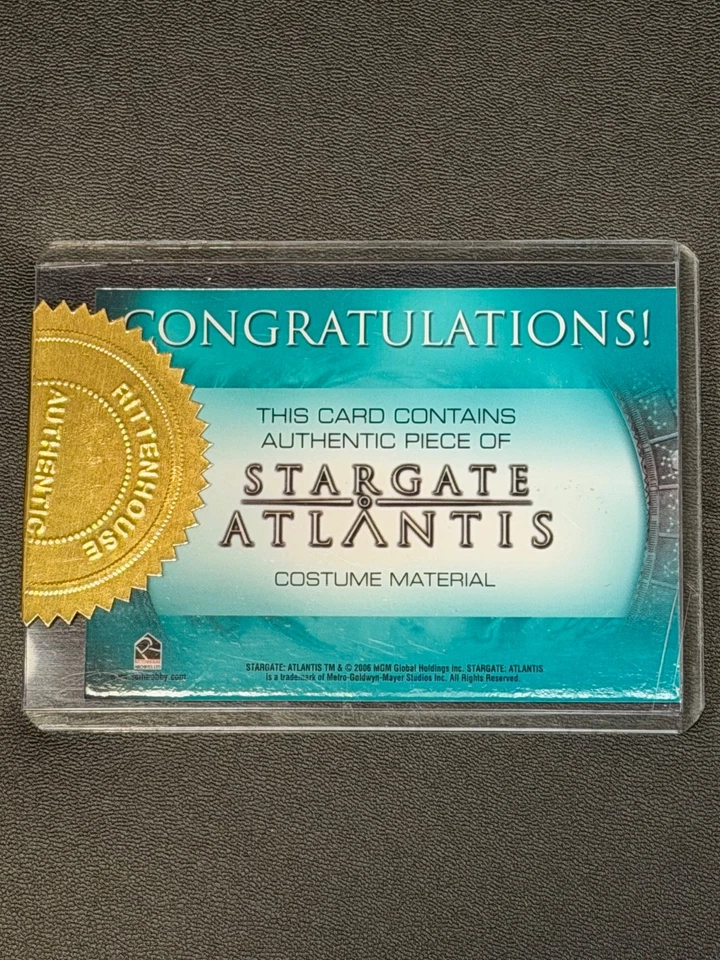 CONGRATULATIONS!
THIS CARD CONTAINS
AUTHENTIC PIECE OF
STARGATE
ATLANTIS
COSTUME MATERIAL
RITTENHOUSE
AUTHENTIC
STARGATE: ATLANTIS TM & © 2006 MGM Global Holdings Inc. STARGATE: ATLANTIS
is a trademark of Metro-Goldwyn-Mayer Studios Inc. All Rights Reserved.